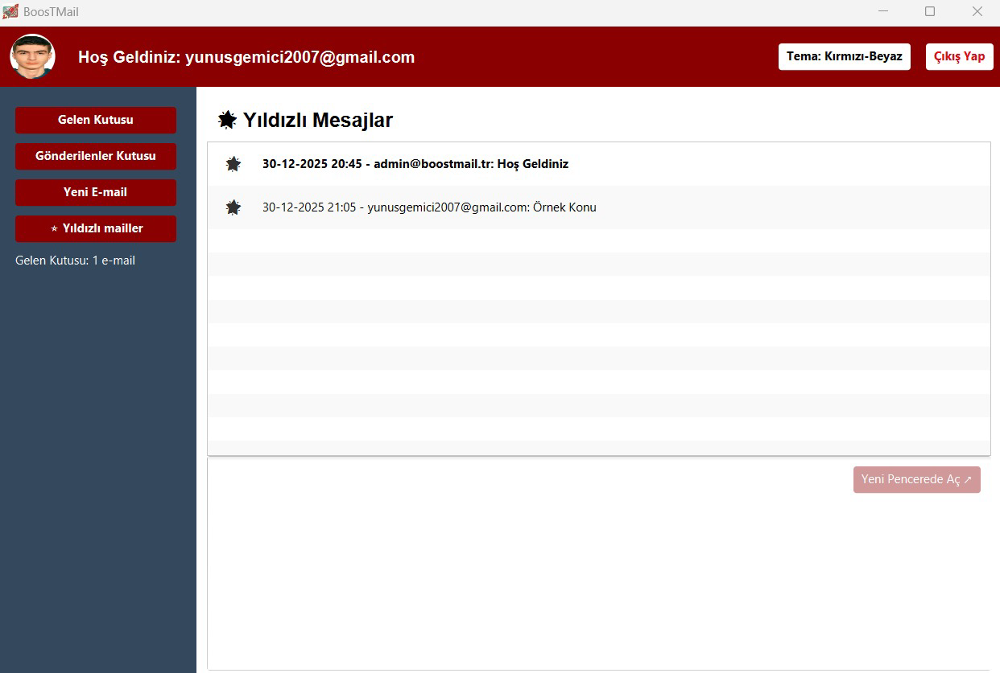 BoosTMail
Hoş Geldiniz: yunusgemici2007@gmail.com
Tema: Kırmızı-Beyaz
Çıkış Yap
Gelen Kutusu
Gönderilenler Kutusu
Yeni E-mail
⭐ Yıldızlı mailler
Gelen Kutusu: 1 e-mail
Yıldızlı Mesajlar
30-12-2025 20:45 - admin@boostmail.tr: Hoş Geldiniz
30-12-2025 21:05 - yunusgemici2007@gmail.com: Örnek Konu
Yeni Pencerede Aç ↗